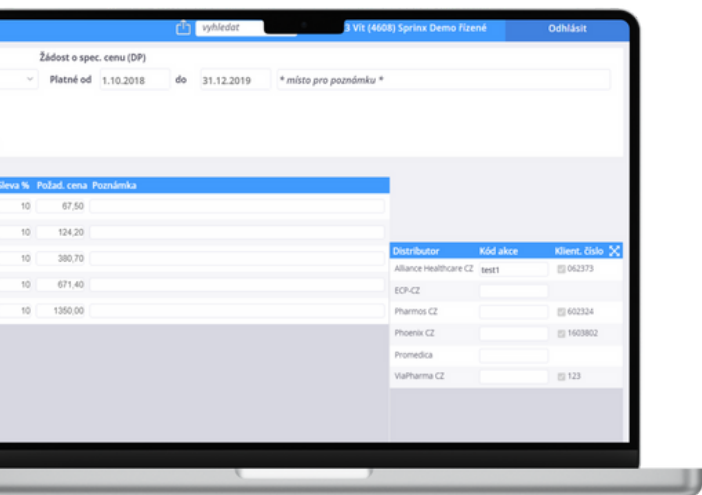 vyhledat 3 Vít (4608) Sprinx Demo řízené Odhlásit
Žádost o spec. cenu (DP)
Platné od 1.10.2018 do 31.12.2019 * místo pro poznámku *
Sleva % Požad. cena Poznámka
10 67,50
10 124,20
10 380,70
10 671,40
10 1350,00
Distributor Kód akce Klient. číslo
Alliance Healthcare CZ test1 062373
ECP-CZ
Pharmos CZ 602324
Phoenix CZ 1603802
Promedica
ViaPharma CZ 123